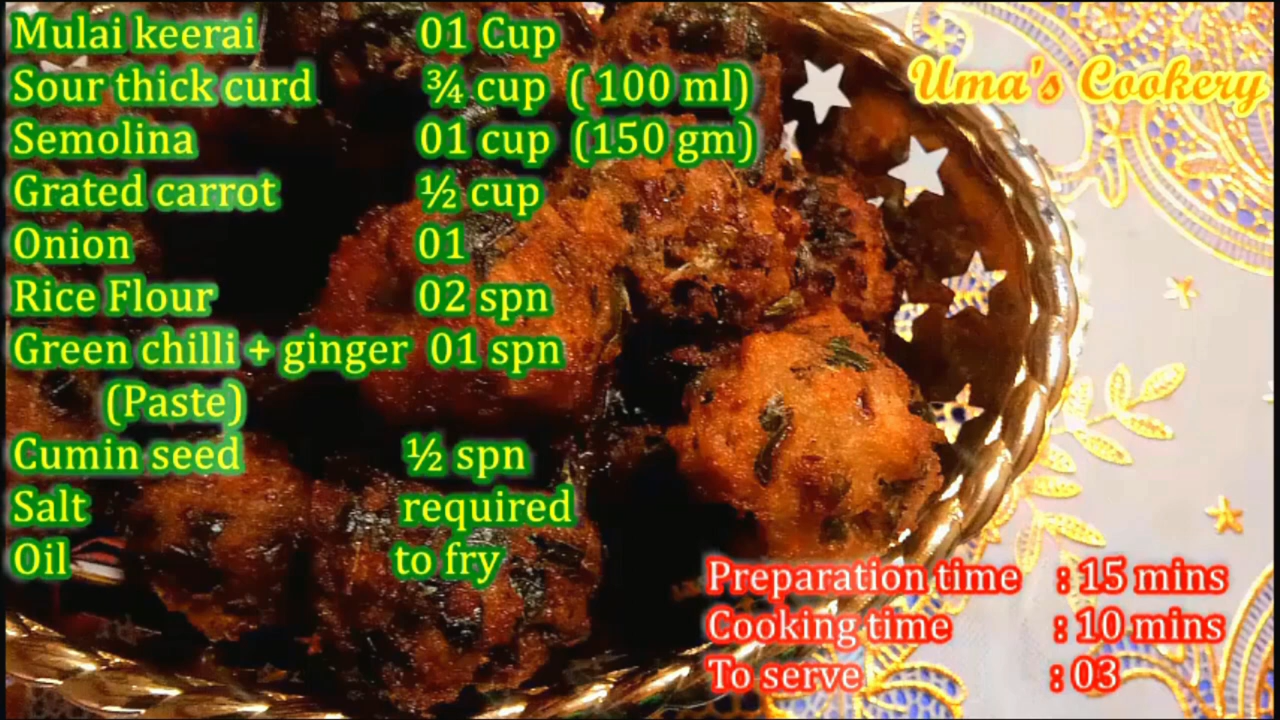 Mulai keerai 01 Cup
Sour thick curd ¾ cup ( 100 ml)
Semolina 01 cup (150 gm)
Grated carrot ½ cup
Onion 01
Rice Flour 02 spn
Green chilli + ginger 01 spn
(Paste)
Cumin seed ½ spn
Salt required
Oil to fry
Uma's Cookery
Preparation time : 15 mins
Cooking time : 10 mins
To serve : 03